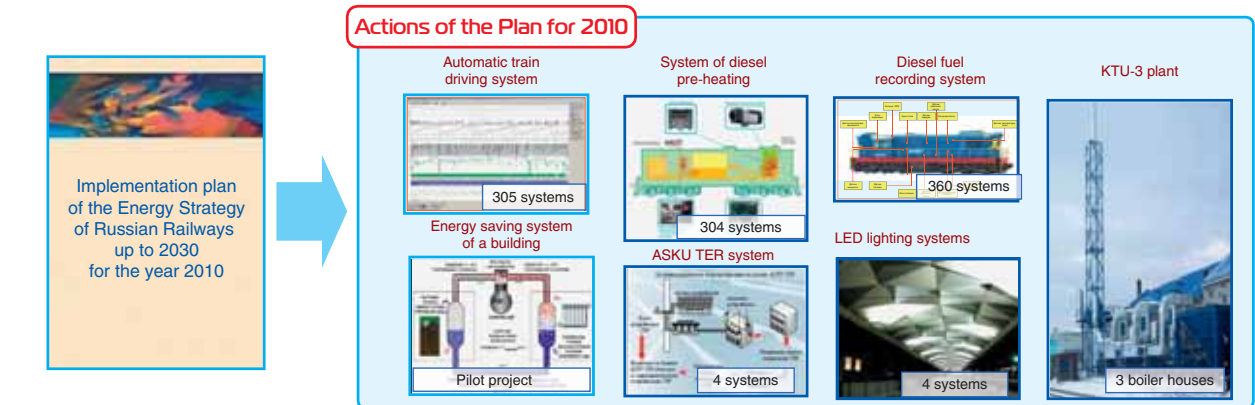 Actions of the Plan for 2010
Implementation plan
of the Energy Strategy
of Russian Railways
up to 2030
for the year 2010
Automatic train
driving system
305 systems
System of diesel
pre-heating
304 systems
Diesel fuel
recording system
360 systems
KTU-3 plant
3 boiler houses
Energy saving system
of a building
Pilot project
ASKU TER system
4 systems
LED lighting systems
4 systems